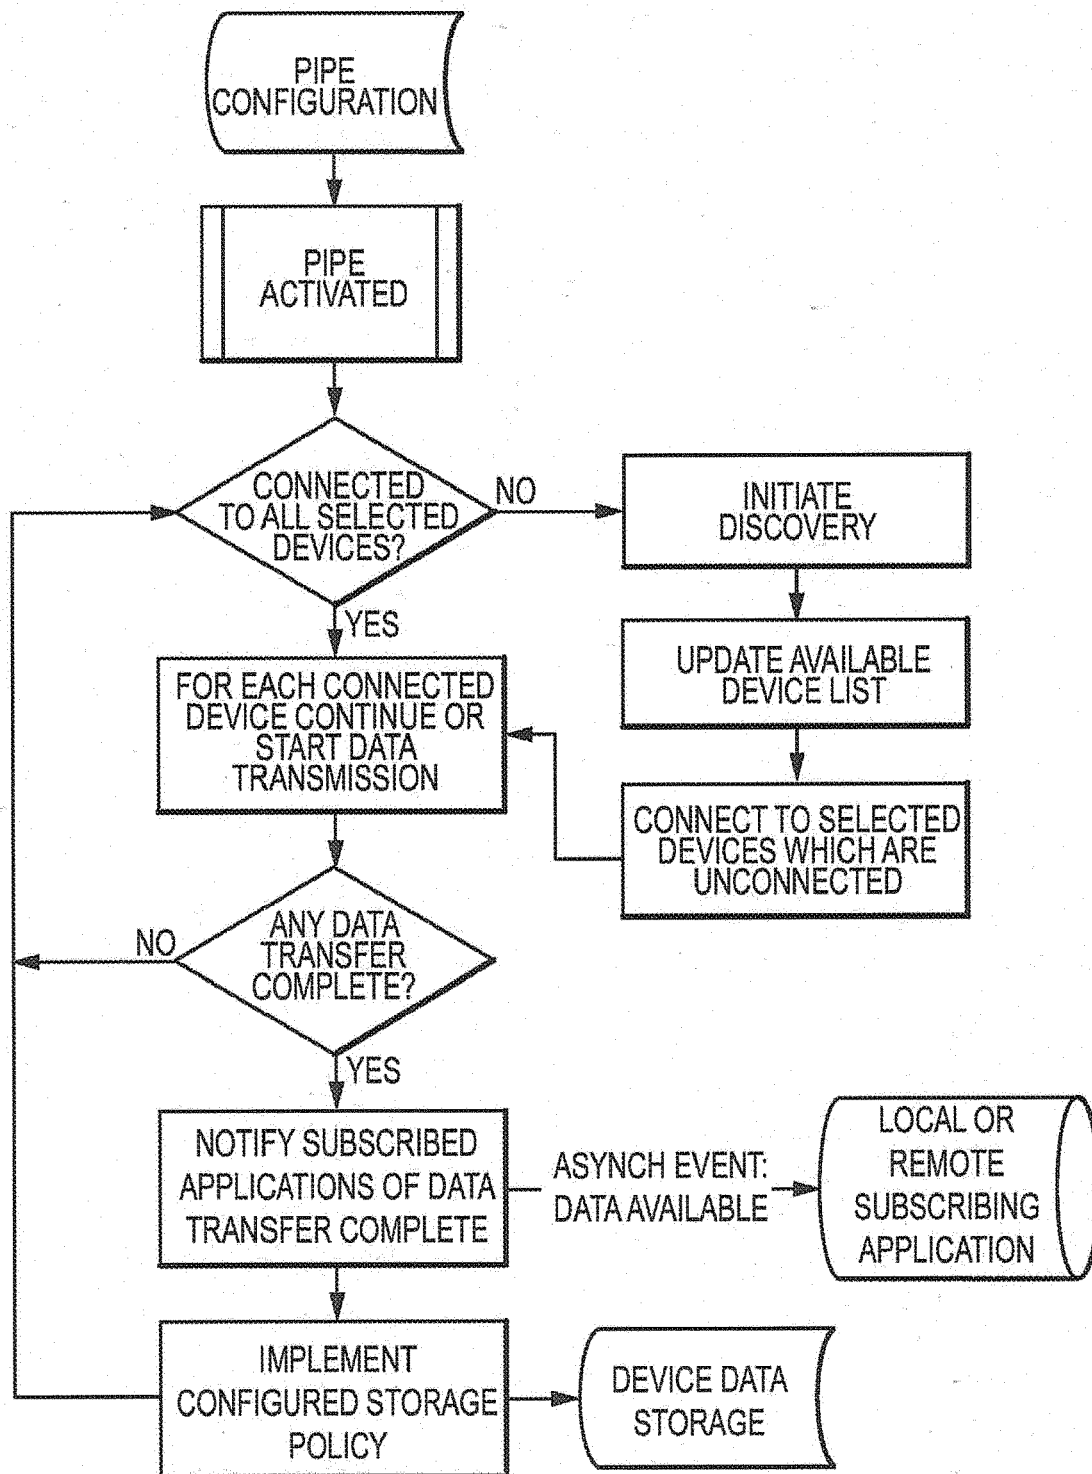 PIPE
CONFIGURATION
PIPE
ACTIVATED
CONNECTED
TO ALL SELECTED
DEVICES?
NO
INITIATE
DISCOVERY
YES
UPDATE AVAILABLE
DEVICE LIST
FOR EACH CONNECTED
DEVICE CONTINUE OR
START DATA
TRANSMISSION
CONNECT TO SELECTED
DEVICES WHICH ARE
UNCONNECTED
ANY DATA
TRANSFER
COMPLETE?
NO
YES
NOTIFY SUBSCRIBED
APPLICATIONS OF DATA
TRANSFER COMPLETE
ASYNCH EVENT:
DATA AVAILABLE
LOCAL OR
REMOTE
SUBSCRIBING
APPLICATION
IMPLEMENT
CONFIGURED STORAGE
POLICY
DEVICE DATA
STORAGE